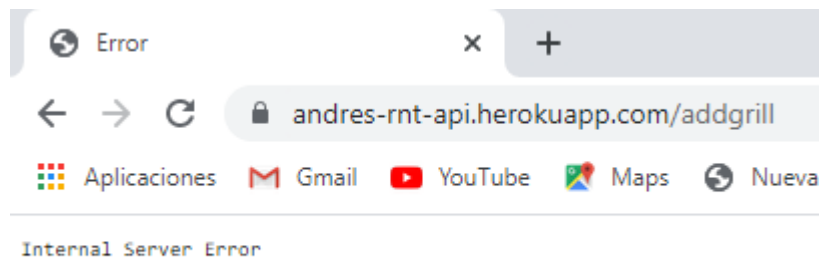 Error
andres-rnt-api.herokuapp.com/addgrill
Aplicaciones Gmail YouTube Maps Nueva
Internal Server Error